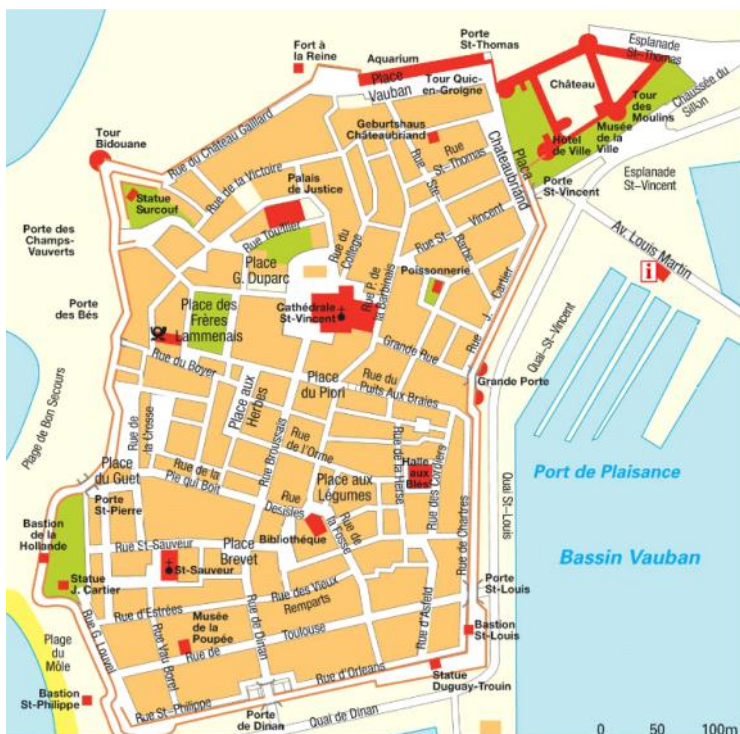 Fort à
la Reine
Aquarium
Porte
St-Thomas
Esplanade
St-Thomas
Place
Vauban
Tour Quic-
en-Groigne
Château
Chaussée du
Sillon
Tour
des
Moulins
Musée
de la
Ville
Hôtel
de Ville
Geburtshaus
Châteaubriand
Tour
Bidouane
Rue du Château Gaillard
Rue de la Victoire
Rue
St-Thomas
Place
Chateaubriand
Porte
St-Vincent
Esplanade
St-Vincent
Palais
de Justice
Statue
Surcouf
Rue Ste-
Barbe
Rue St-Vincent
Av. Louis Martin
i
Porte des
Champs-
Vauverts
Rue Toullier
Rue du
College
Place
G. Duparc
Poissonnerie
Rue P. de
la Barbinais
Rue J. Cartier
Quai-St-Vincent
Porte
des Bés
Place des
Frères
Lammenais
Cathédrale
St-Vincent
Grande Rue
Rue du Boyer
Place
du Piori
Rue du
Puits Aux Braies
Grande Porte
Plage de Bon Secours
Rue de
la Crosse
Place aux
Herbes
Rue Broussais
Rue
de l'Orme
Rue de la Herse
Halle
aux
Blés
Rue des Cordiers
Quai St-Louis
Port de Plaisance
Place
du Guet
Rue de la
Pie qui Boit
Place aux
Légumes
Porte
St-Pierre
Rue
Desisles
Rue de
la Fosse
Bastion
de la
Hollande
Rue St-Sauveur
St-Sauveur
Place
Brevet
Bibliothéque
Rue de Chartres
Bassin Vauban
Statue
J. Cartier
Porte
St-Louis
Rue d'Estrées
Rue des Vieux
Remparts
Rue G. Louvel
Musée
de la
Poupée
Rue de
Toulouse
Rue de Dinan
Rue d'Asfeld
Bastion
St-Louis
Plage
du
Môle
Rue Vau Borel
Rue d'Orleans
Statue
Duguay-Trouin
Bastion
St-Philippe
Rue St-Philippe
Porte
de Dinan
Quai de Dinan
0 50 100m